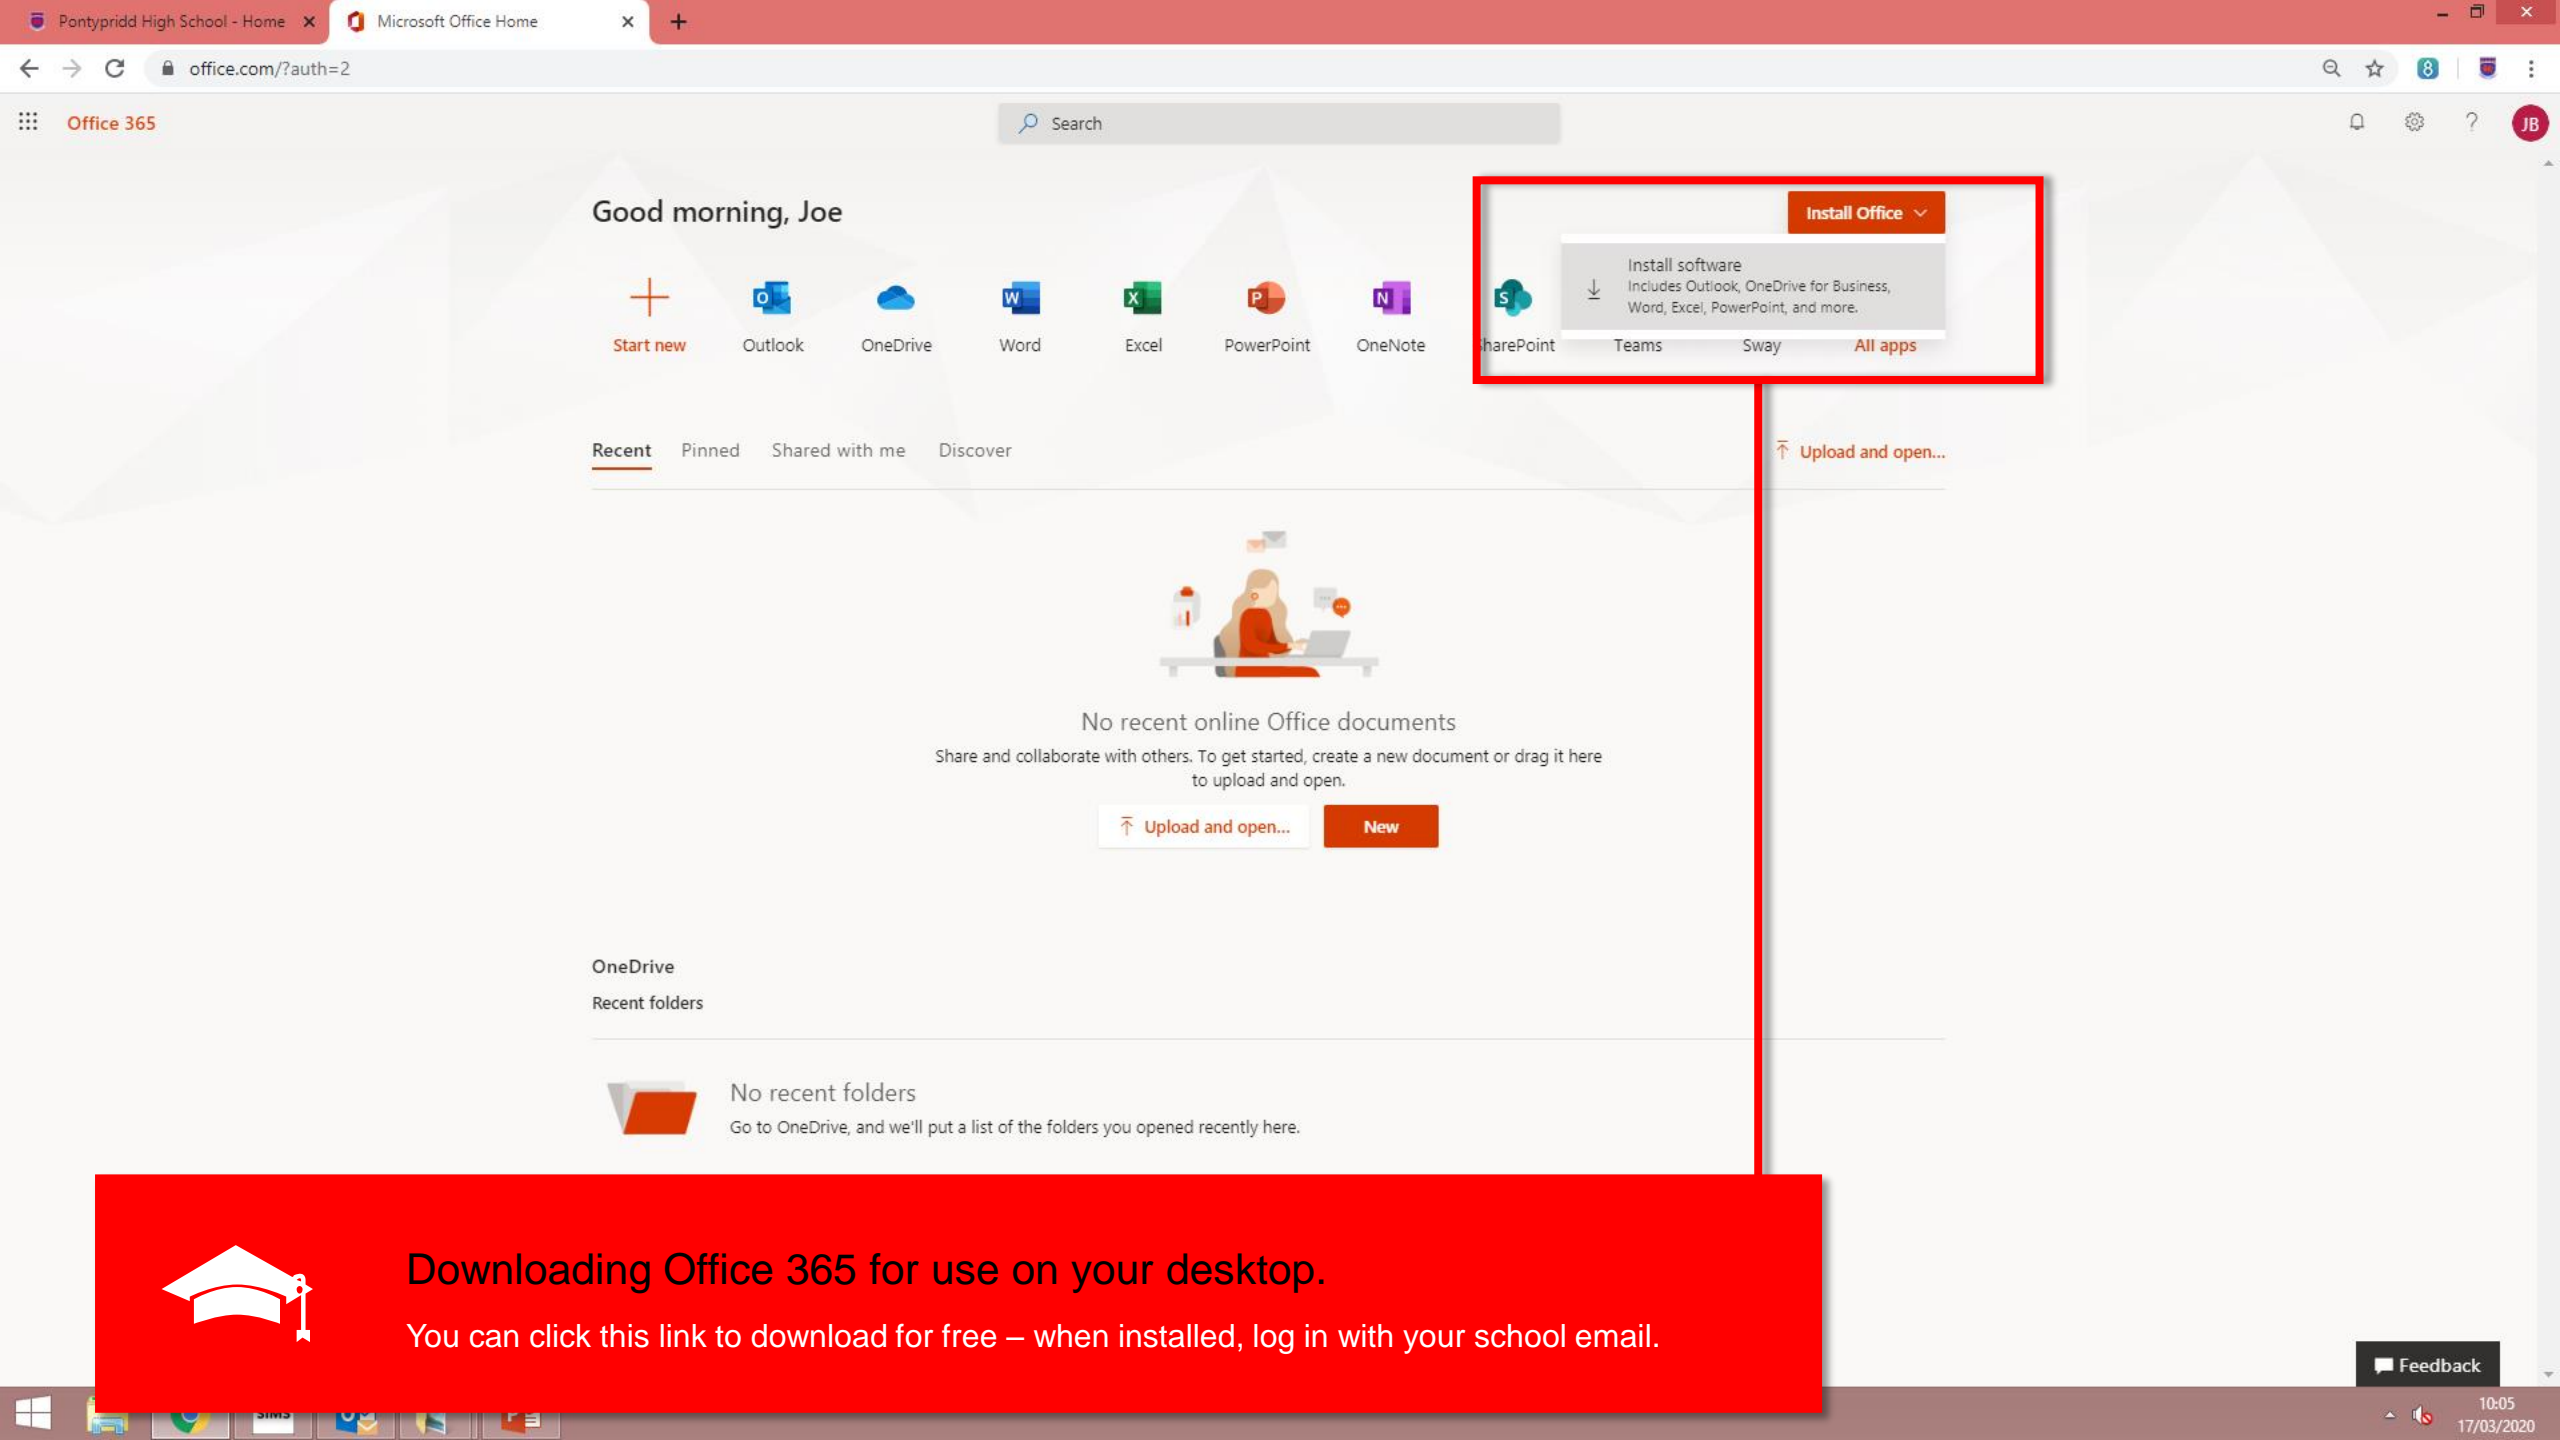 Pontypridd High School - Home
Microsoft Office Home
office.com/?auth=2
Office 365
Search
JB
Good morning, Joe
Install Office
Install software
Includes Outlook, OneDrive for Business,
Word, Excel, PowerPoint, and more.
Start new
Outlook
OneDrive
Word
Excel
PowerPoint
OneNote
harePoint
Teams
Sway
All apps
Recent
Pinned
Shared with me
Discover
Upload and open...
No recent online Office documents
Share and collaborate with others. To get started, create a new document or drag it here
to upload and open.
Upload and open...
New
OneDrive
Recent folders
No recent folders
Go to OneDrive, and we'll put a list of the folders you opened recently here.
Downloading Office 365 for use on your desktop.
You can click this link to download for free – when installed, log in with your school email.
Feedback
SIMS
10:05
17/03/2020